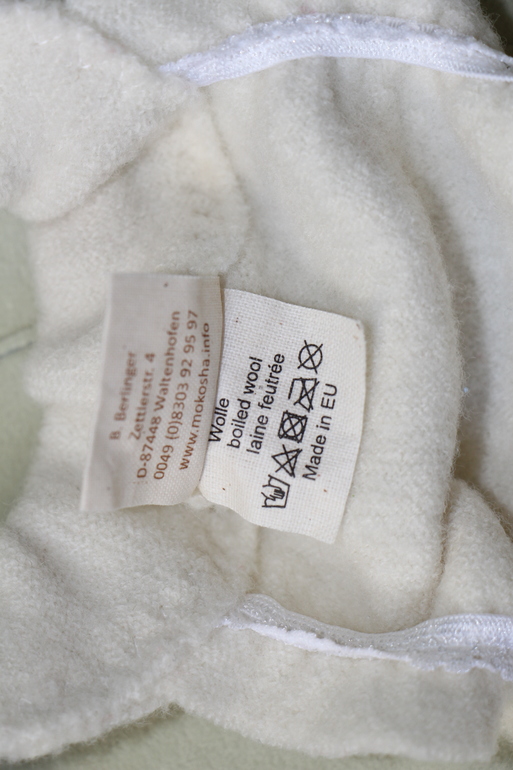 B. Berlinger
Zettlerstr. 4
D-87448 Waltenhofen
0049 (0)8303 92 95 97
www.mokosha.info
Wolle
boiled wool
laine feutrée
Made in EU